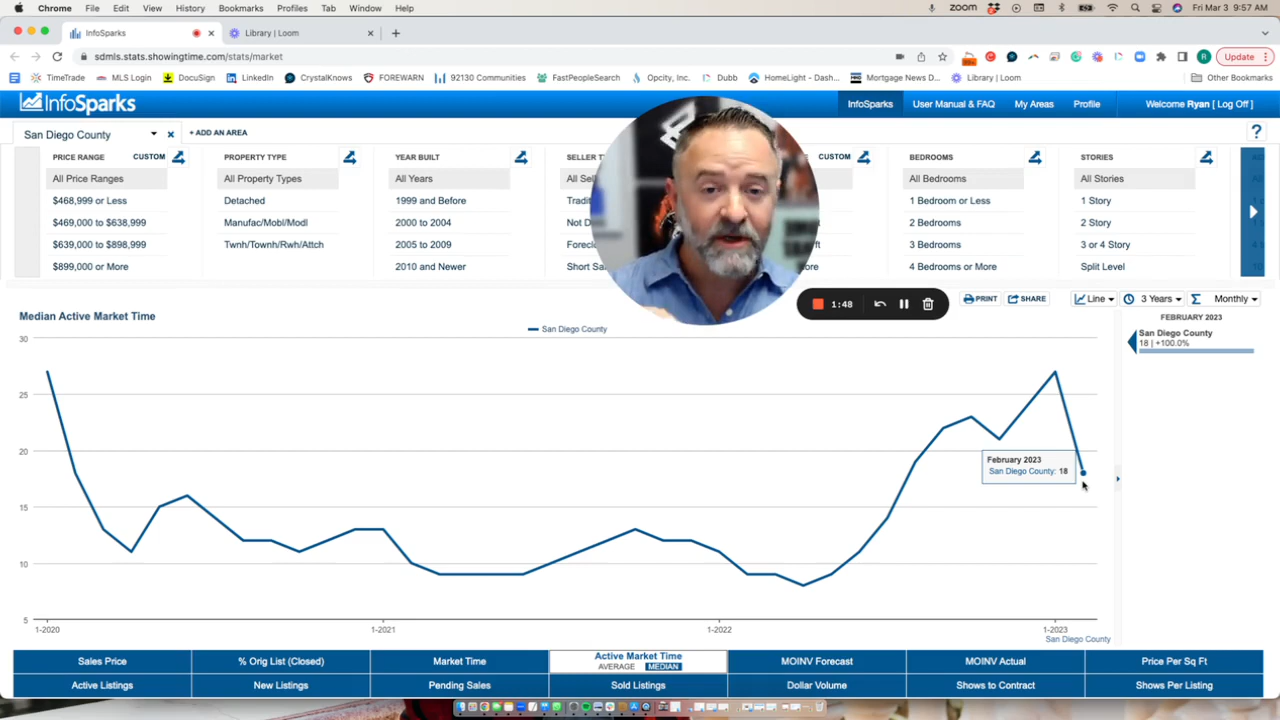 Chrome File Edit View History Bookmarks Profiles Tab Window Help zoom Fri Mar 3 9:57 AM
InfoSparks Library | Loom
sdmls.stats.showingtime.com/stats/market Update
TimeTrade MLS Login DocuSign LinkedIn CrystalKnows FOREWARN 92130 Communities FastPeopleSearch Opcity, Inc. Dubb HomeLight - Dash... Mortgage News D... Library | Loom Other Bookmarks
InfoSparks InfoSparks User Manual & FAQ My Areas Profile Welcome Ryan [ Log Off ]
San Diego County + ADD AN AREA ?
PRICE RANGE CUSTOM PROPERTY TYPE YEAR BUILT SELLER T CUSTOM BEDROOMS STORIES
All Price Ranges All Property Types All Years All Sel All Bedrooms All Stories
$468,999 or Less Detached 1999 and Before Tradit 1 Bedroom or Less 1 Story
$469,000 to $638,999 Manufac/Mobl/Modl 2000 to 2004 Not D 2 Bedrooms 2 Story
$639,000 to $898,999 Twnh/Townh/Rwh/Attch 2005 to 2009 Forecl 3 Bedrooms 3 or 4 Story
$899,000 or More 2010 and Newer Short Sa ore 4 Bedrooms or More Split Level
1:48 PRINT SHARE Line 3 Years Monthly
Median Active Market Time
San Diego County
FEBRUARY 2023
San Diego County
18 | +100.0%
30
25
20
15
10
5
February 2023
San Diego County: 18
1-2020 1-2021 1-2022 1-2023
San Diego County
Sales Price % Orig List (Closed) Market Time Active Market Time AVERAGE MEDIAN MOINV Forecast MOINV Actual Price Per Sq Ft
Active Listings New Listings Pending Sales Sold Listings Dollar Volume Shows to Contract Shows Per Listing